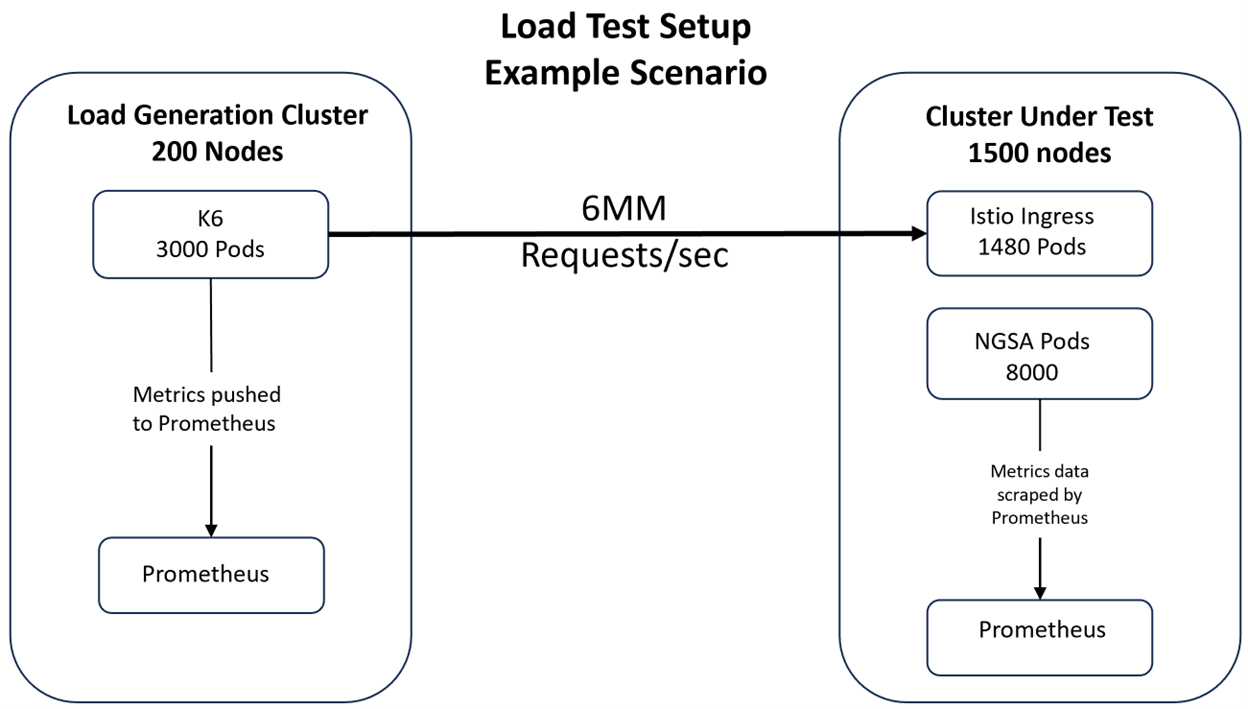 Load Test Setup
Example Scenario
Load Generation Cluster
200 Nodes
K6
3000 Pods
Metrics pushed
to Prometheus
Prometheus
6MM
Requests/sec
Cluster Under Test
1500 nodes
Istio Ingress
1480 Pods
NGSA Pods
8000
Metrics data
scraped by
Prometheus
Prometheus